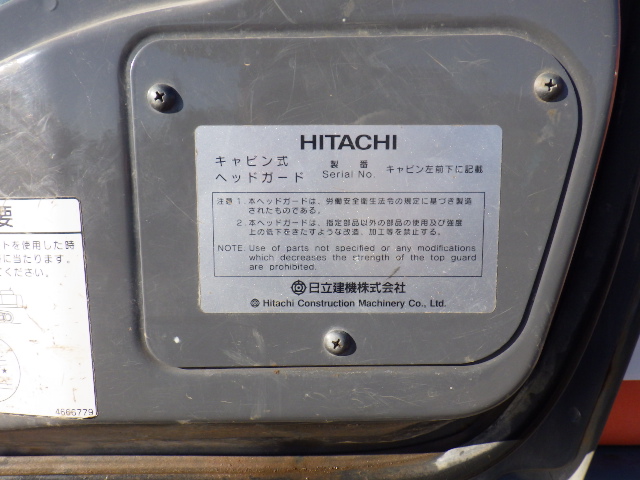 HITACHI
キャビン式
ヘッドガード
製番
Serial No.
キャビン左前下に記載
注意 1. 本ヘッドガードは、労働安全衛生法令の規定に基づき製造
されたものである。
2. 本ヘッドガードは、指定部品以外の部品の使用及び強度
上の低下をきたすような改造、加工等を禁止する。
NOTE. Use of parts not specified or any modifications
which decreases the strength of the top guard
are prohibited.
日立建機株式会社
Hitachi Construction Machinery Co., Ltd.
要
を使用した時
に当たります。
ください。
4666779